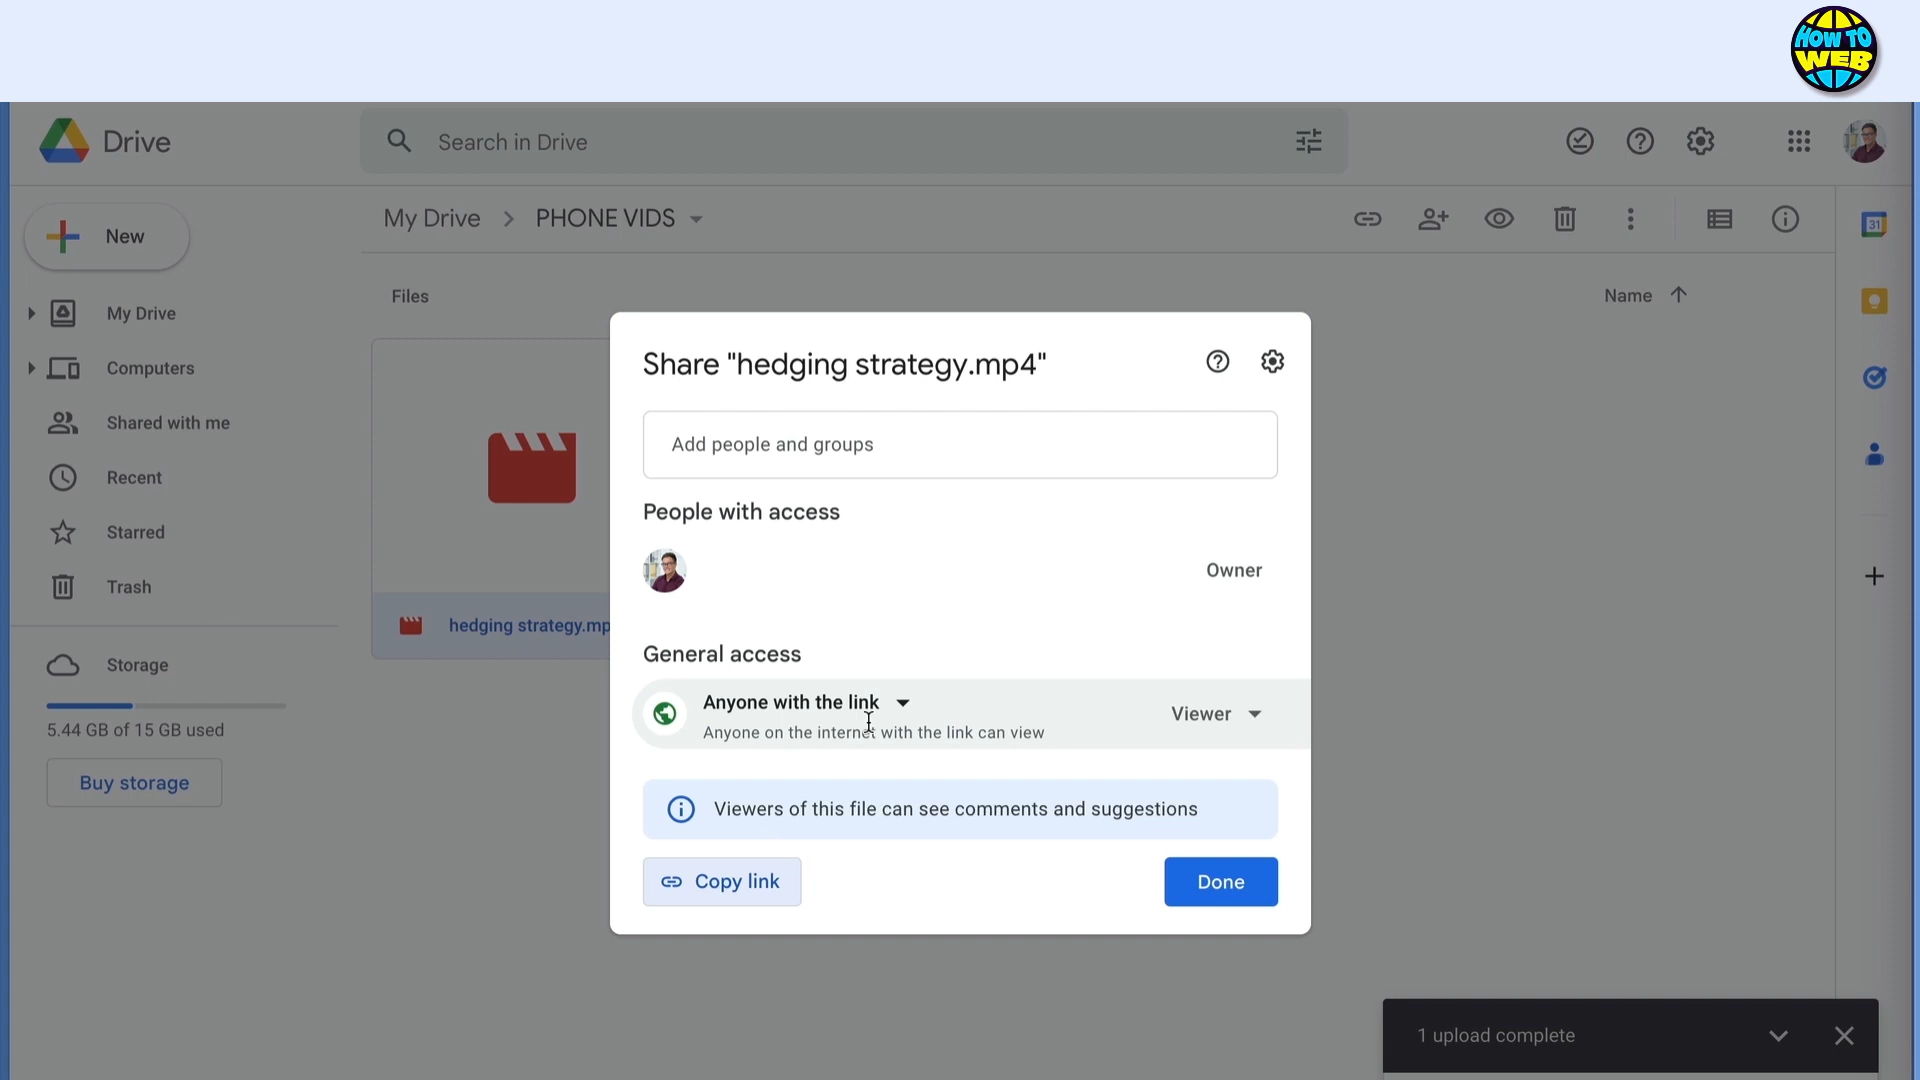 HOW TO
WEB
Drive
Search in Drive
My Drive
PHONE VIDS
31
New
Files
Name
My Drive
Computers
Shared with me
Recent
Starred
Trash
hedging strategy.mp
Storage
5.44 GB of 15 GB used
Buy storage
Share "hedging strategy.mp4"
Add people and groups
People with access
Owner
General access
Anyone with the link
Anyone on the internet with the link can view
Viewer
Viewers of this file can see comments and suggestions
Copy link
Done
1 upload complete